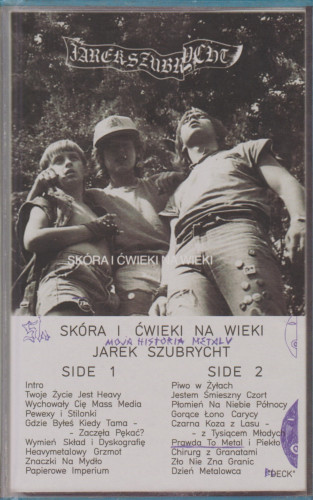 JAREK SZUBRYCHT
SKÓRA I ĆWIEKI NA WIEKI
SKÓRA I ĆWIEKI NA WIEKI
MOJA HISTORIA METALU
JAREK SZUBRYCHT
SIDE 1
Intro
Twoje Życie Jest Heavy
Wychowały Cię Mass Media
Pewexy i Stilonki
Gdzie Byłeś Kiedy Tama -
- Zaczęła Pękać?
Wymień Skład i Dyskografię
Heavymetalowy Grzmot
Znaczki Na Mydło
Papierowe Imperium
SIDE 2
Piwo w Żyłach
Jestem Śmieszny Czort
Płomień Na Niebie Północy
Gorące Łono Carycy
Czarna Koza z Lasu -
- z Tysiącem Młodych
Prawda To Metal i Piekło
Chirurg z Granatami
Zło Nie Zna Granic
Dzień Metalowca